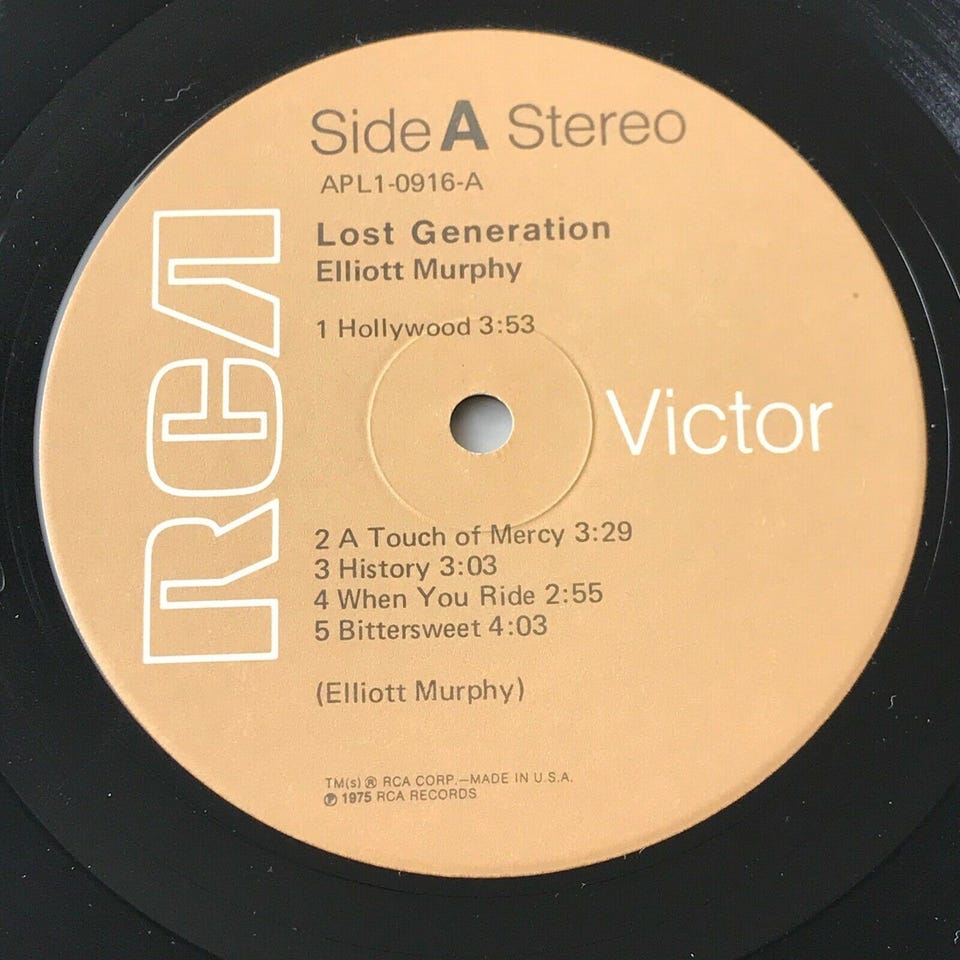 Side A Stereo
APL1-0916-A
Lost Generation
Elliott Murphy
1 Hollywood 3:53
RCA
Victor
2 A Touch of Mercy 3:29
3 History 3:03
4 When You Ride 2:55
5 Bittersweet 4:03
(Elliott Murphy)
TM(s) ® RCA CORP.—MADE IN U.S.A.
℗ 1975 RCA RECORDS